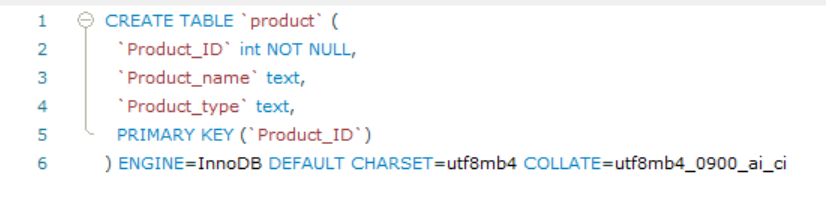 1 CREATE TABLE `product` (
2 `Product_ID` int NOT NULL,
3 `Product_name` text,
4 `Product_type` text,
5 PRIMARY KEY (`Product_ID`)
6 ) ENGINE=InnoDB DEFAULT CHARSET=utf8mb4 COLLATE=utf8mb4_0900_ai_ci